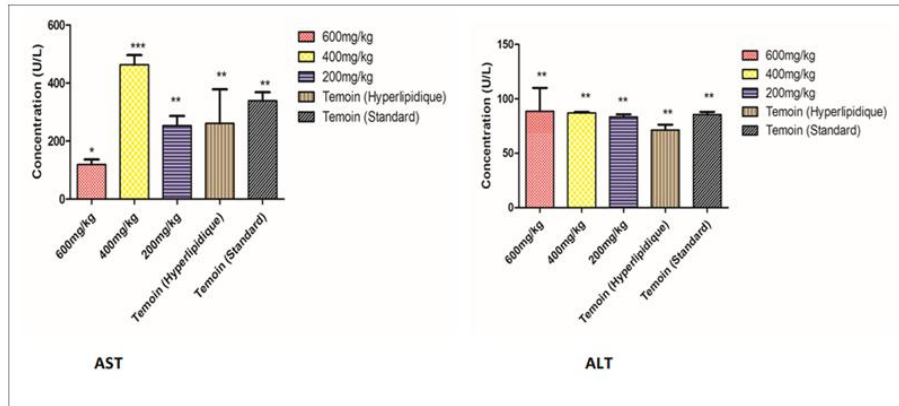 600
400
200
0
Concentration (U/L)
*
***
**
**
**
600mg/kg
400mg/kg
200mg/kg
Temoin (Hyperlipidique)
Temoin (Standard)
600mg/kg
400mg/kg
200mg/kg
Temoin (Hyperlipidique)
Temoin (Standard)
AST
150
100
50
0
Concentration (U/L)
**
**
**
**
**
600mg/kg
400mg/kg
200mg/kg
Temoin (Hyperlipidique)
Temoin (Standard)
600mg/kg
400mg/kg
200mg/kg
Temoin (Hyperlipidique)
Temoin (Standard)
ALT